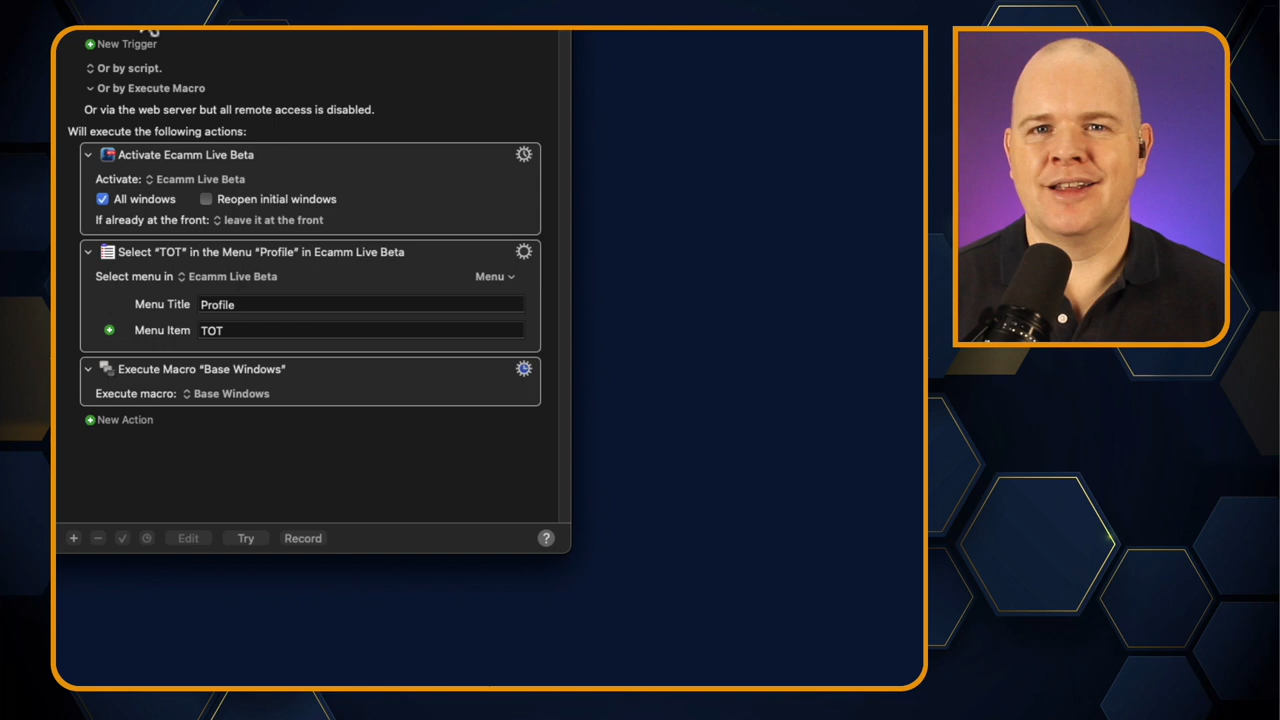 New Trigger
Or by script.
Or by Execute Macro
Or via the web server but all remote access is disabled.
Will execute the following actions:
Activate Ecamm Live Beta
Activate: Ecamm Live Beta
All windows Reopen initial windows
If already at the front: leave it at the front
Select “TOT” in the Menu “Profile” in Ecamm Live Beta
Select menu in Ecamm Live Beta Menu
Menu Title Profile
Menu Item TOT
Execute Macro “Base Windows”
Execute macro: Base Windows
New Action
Edit Try Record ?